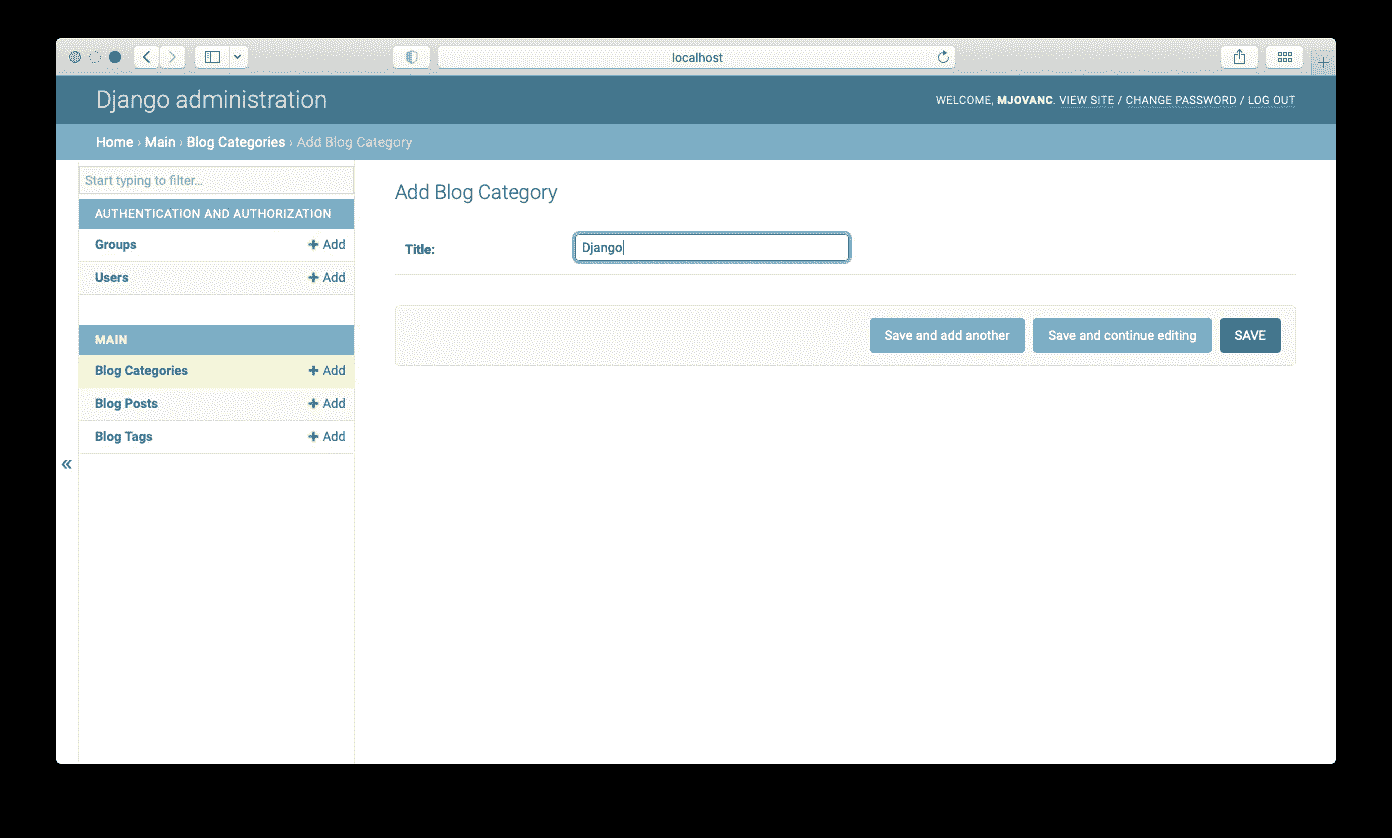 localhost
Django administration
WELCOME, MJOVANC. VIEW SITE / CHANGE PASSWORD / LOG OUT
Home › Main › Blog Categories › Add Blog Category
Start typing to filter...
AUTHENTICATION AND AUTHORIZATION
Groups + Add
Users + Add
MAIN
Blog Categories + Add
Blog Posts + Add
Blog Tags + Add
«
Add Blog Category
Title: Django
Save and add another Save and continue editing SAVE